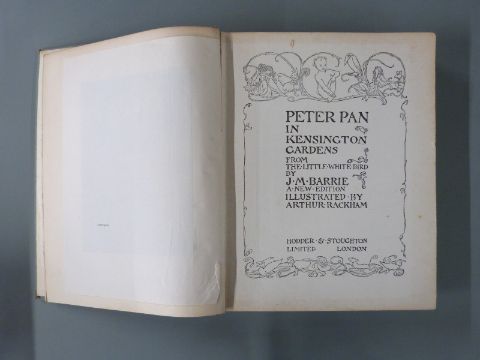 PETER PAN
IN
KENSINGTON
GARDENS
FROM
THE·LITTLE·WHITE·BIRD
BY
J·M·BARRIE
A·NEW·EDITION
ILLUSTRATED·BY
ARTHUR·RACKHAM
HODDER·&·STOUGHTON
LIMITED LONDON